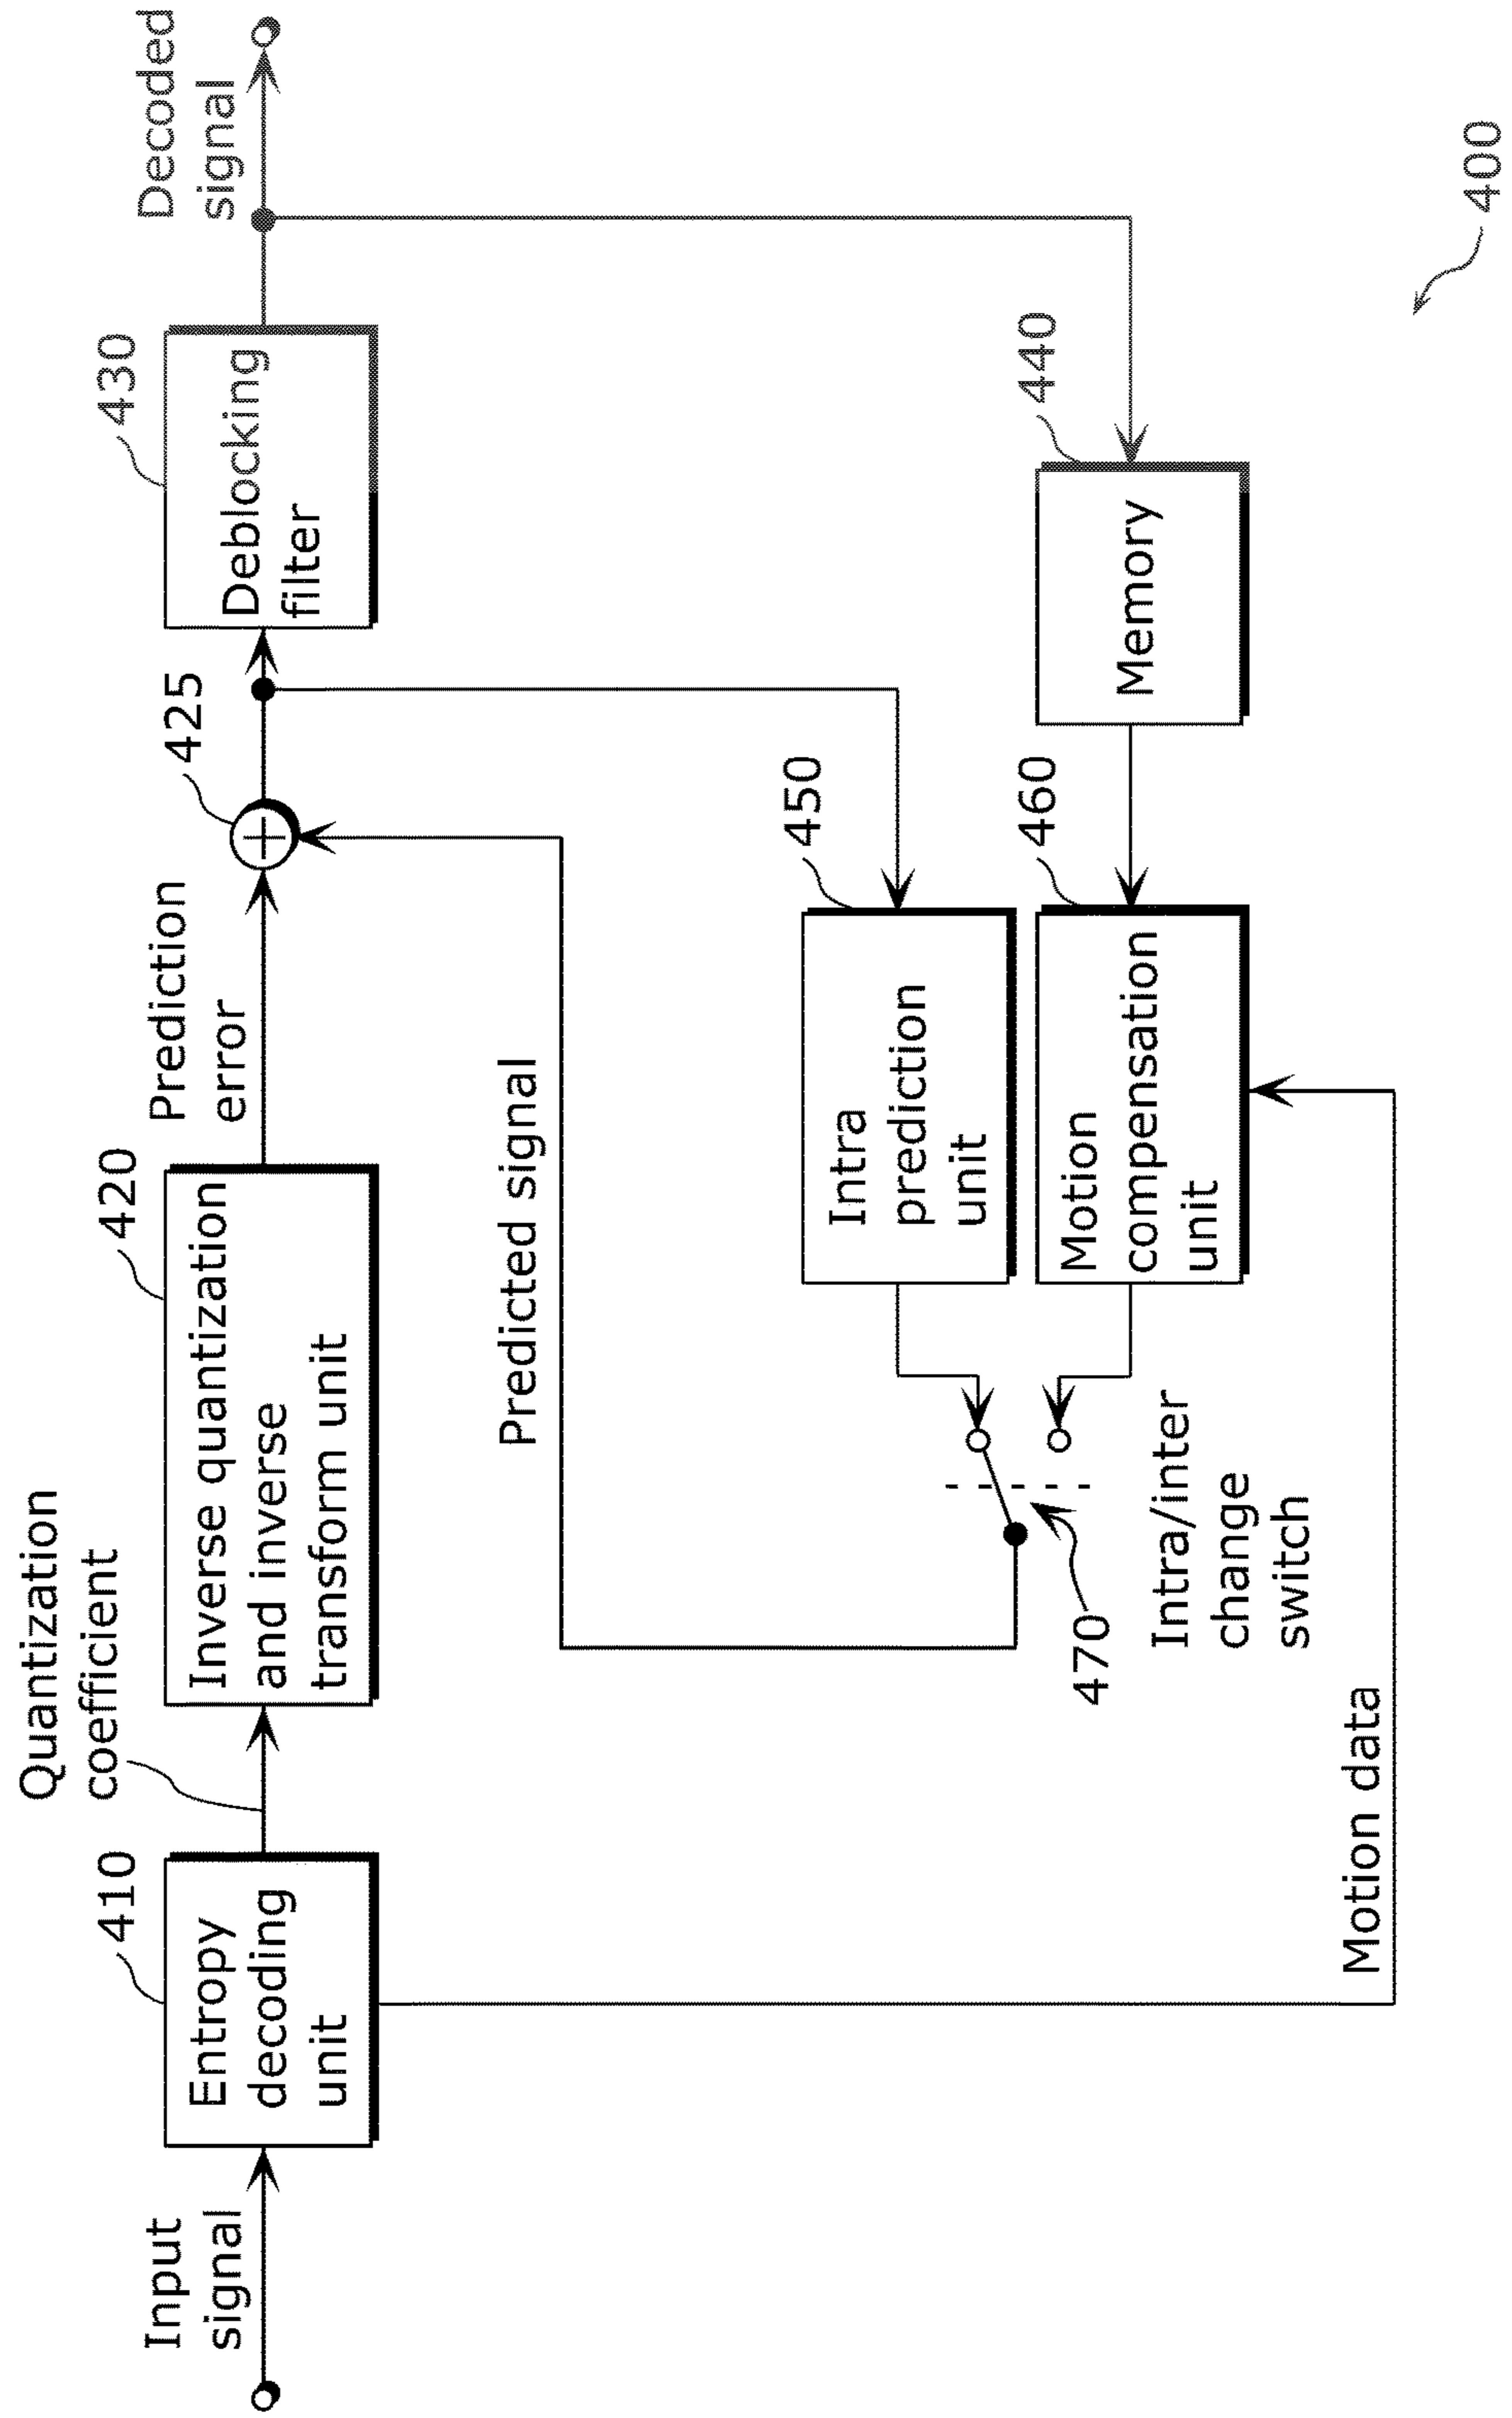 Quantization
coefficient
Input
signal
410
Entropy
decoding
unit
420
Inverse quantization
and inverse
transform unit
Prediction
error
425
430
Deblocking
filter
Decoded
signal
Predicted signal
450
Intra
prediction
unit
440
Memory
460
Motion
compensation
unit
470
Intra/inter
change
switch
Motion data
400